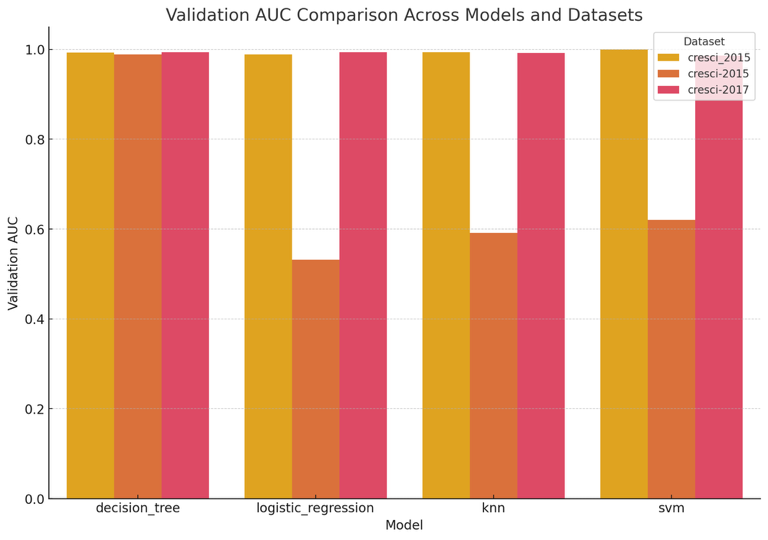 Validation AUC Comparison Across Models and Datasets
Dataset
cresci_2015
cresci-2015
cresci-2017
Validation AUC
1.0
0.8
0.6
0.4
0.2
0.0
decision_tree
logistic_regression
knn
svm
Model